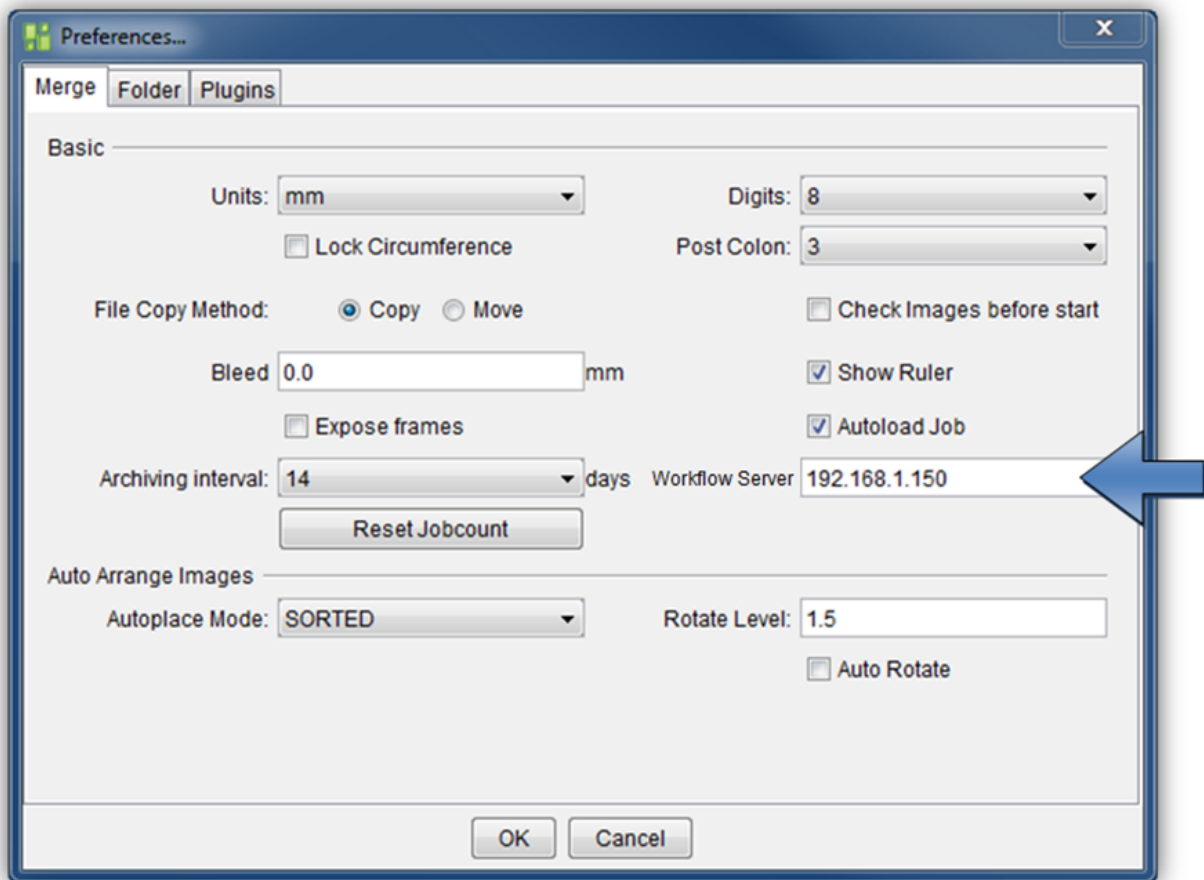 Preferences...
X
Merge Folder Plugins
Basic
Units: mm Digits: 8
Lock Circumference Post Colon: 3
File Copy Method: Copy Move Check Images before start
Bleed 0.0 mm Show Ruler
Expose frames Autoload Job
Archiving interval: 14 days Workflow Server 192.168.1.150
Reset Jobcount
Auto Arrange Images
Autoplace Mode: SORTED Rotate Level: 1.5
Auto Rotate
OK Cancel